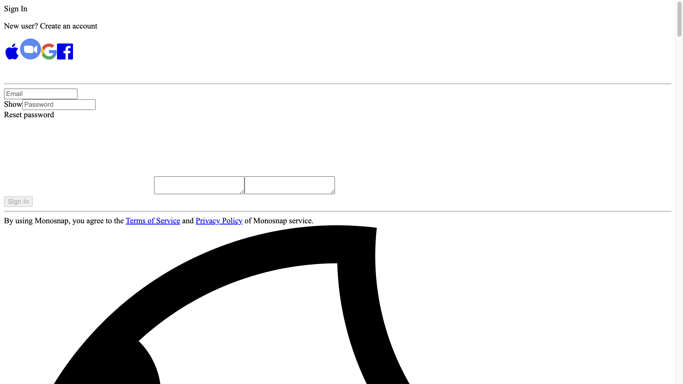 Sign In
New user? Create an account
Email
Show Password
Reset password
Sign In
By using Monosnap, you agree to the Terms of Service and Privacy Policy of Monosnap service.